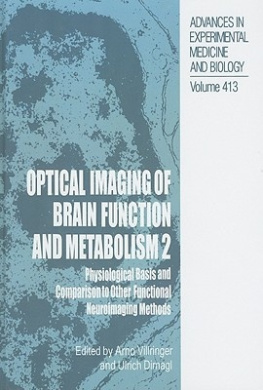 ADVANCES IN
EXPERIMENTAL
MEDICINE
AND BIOLOGY
Volume 413
OPTICAL IMAGING OF
BRAIN FUNCTION
AND METABOLISM 2
Physiological Basis and
Comparison to Other Functional
Neuroimaging Methods
Edited by Arno Villringer
and Ulrich Dirnagl